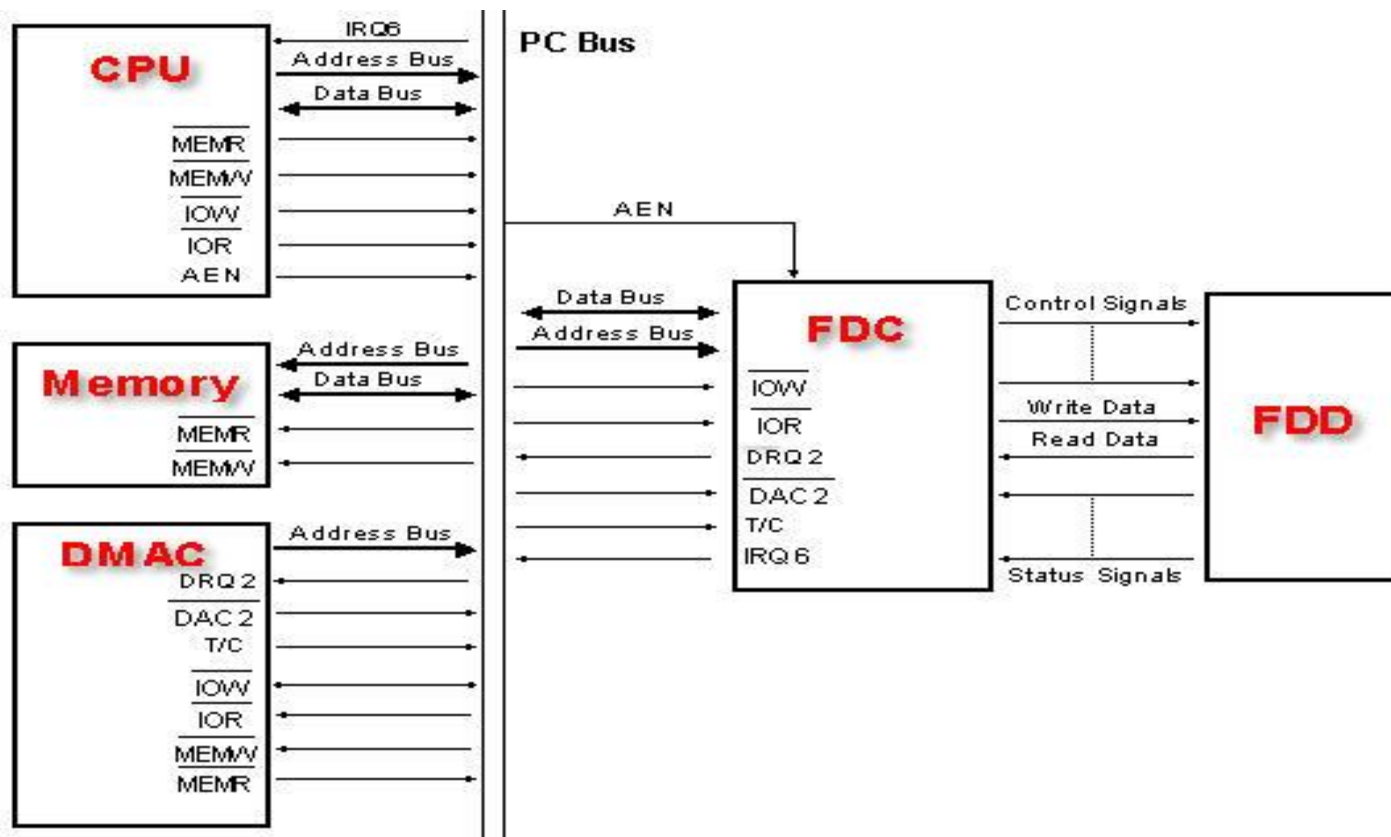 IRQ6
PC Bus
CPU
Address Bus
Data Bus
MEMR
MEMW
IOW
IOR
AEN
AEN
Memory
Address Bus
Data Bus
MEMR
MEMW
DMAC
Address Bus
DRQ 2
DAC 2
T/C
IOW
IOR
MEMW
MEMR
Data Bus
Address Bus
FDC
IOW
IOR
DRQ 2
DAC 2
T/C
IRQ 6
Control Signals
Write Data
Read Data
Status Signals
FDD